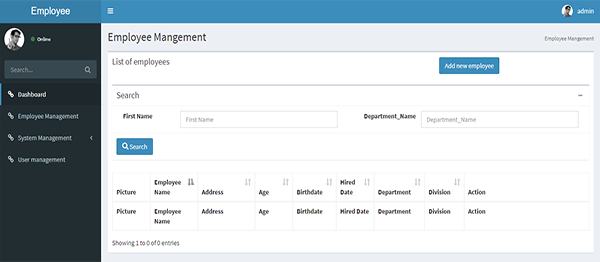 Employee
admin
Online
Employee Mangement
Employee Mangement
Search...
List of employees
Add new employee
Dashboard
Search
Employee Management
First Name
First Name
Department_Name
Department_Name
System Management
Search
User management
Picture
Employee
Name
Address
Age
Birthdate
Hired
Date
Department
Division
Action
Picture
Employee
Name
Address
Age
Birthdate
Hired Date
Department
Division
Action
Showing 1 to 0 of 0 entries